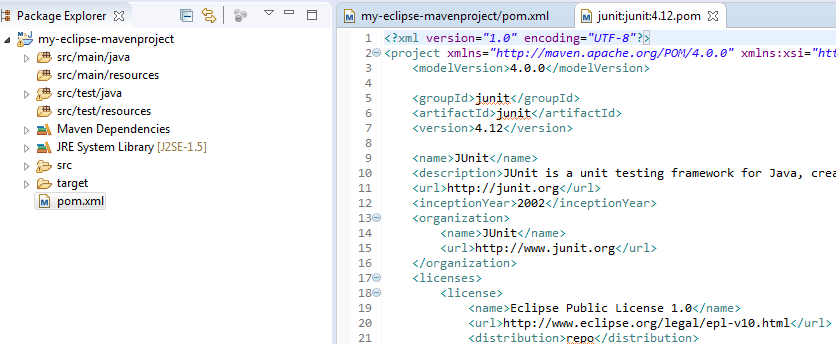 Package Explorer
my-eclipse-mavenproject
src/main/java
src/main/resources
src/test/java
src/test/resources
Maven Dependencies
JRE System Library [J2SE-1.5]
src
target
pom.xml
my-eclipse-mavenproject/pom.xml
junit:junit:4.12.pom
1 <?xml version="1.0" encoding="UTF-8"?>
2 <project xmlns="http://maven.apache.org/POM/4.0.0" xmlns:xsi="htt
3 <modelVersion>4.0.0</modelVersion>
4
5 <groupId>junit</groupId>
6 <artifactId>junit</artifactId>
7 <version>4.12</version>
8
9 <name>JUnit</name>
10 <description>JUnit is a unit testing framework for Java, crea
11 <url>http://junit.org</url>
12 <inceptionYear>2002</inceptionYear>
13 <organization>
14 <name>JUnit</name>
15 <url>http://www.junit.org</url>
16 </organization>
17 <licenses>
18 <license>
19 <name>Eclipse Public License 1.0</name>
20 <url>http://www.eclipse.org/legal/epl-v10.html</url>
21 <distribution>repo</distribution>